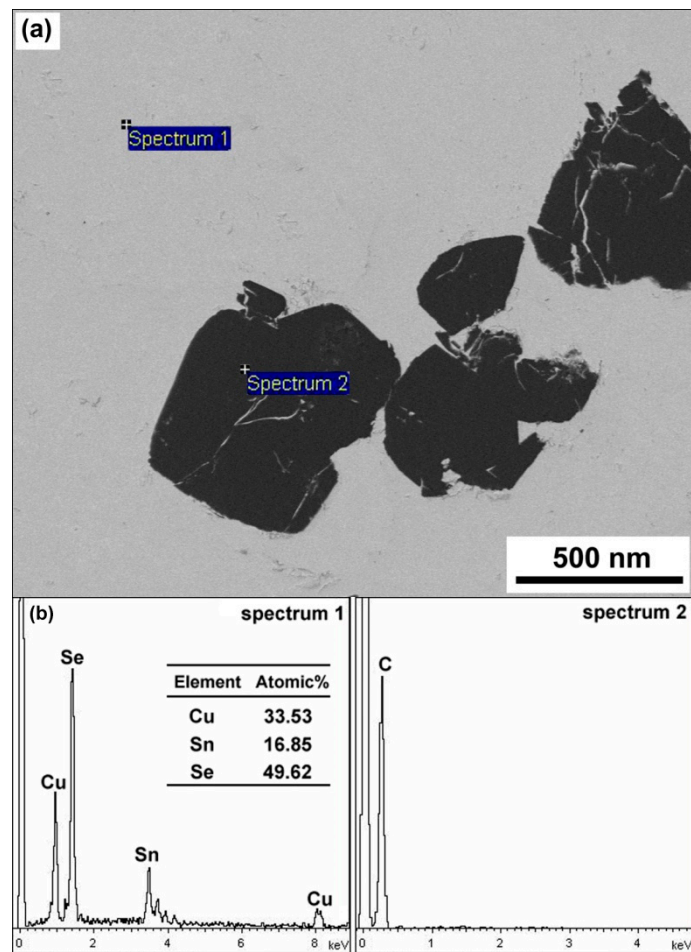 (a)
Spectrum 1
Spectrum 2
500 nm
(b)
spectrum 1
Se
Element Atomic%
Cu 33.53
Sn 16.85
Se 49.62
Cu
Sn
Cu
0 2 4 6 8 keV
spectrum 2
C
0 1 2 3 4 keV